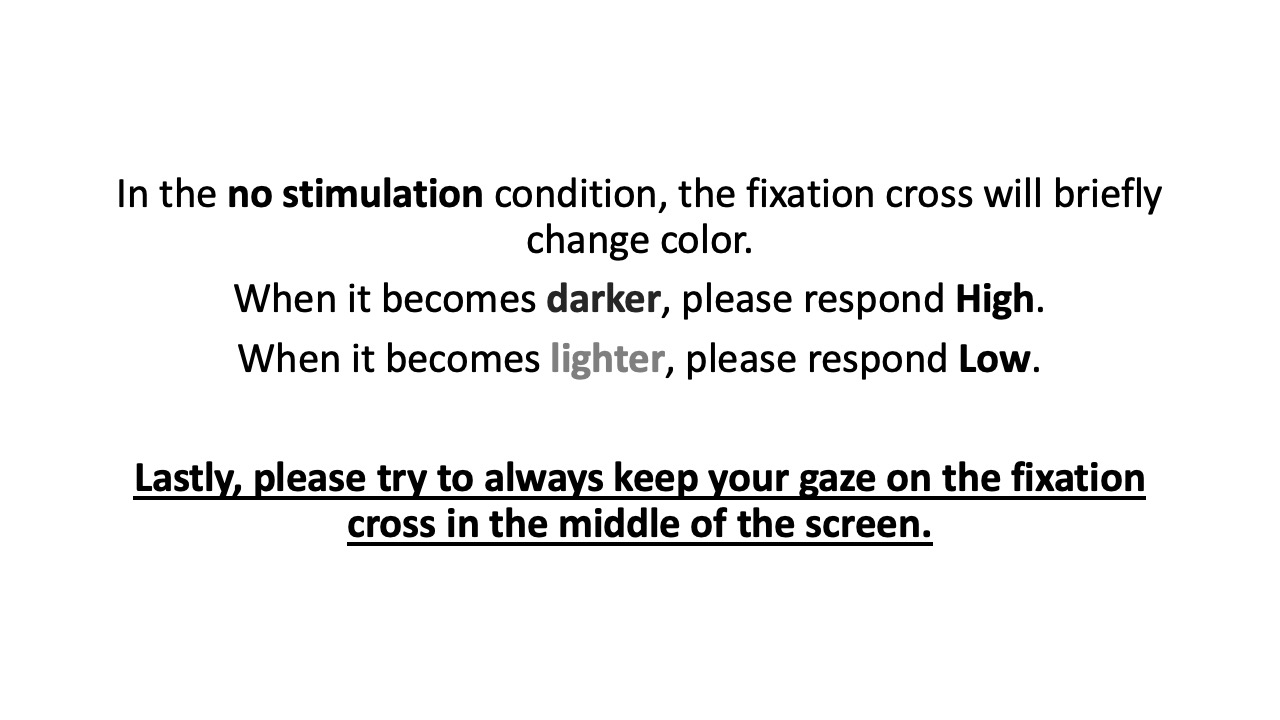 In the no stimulation condition, the fixation cross will briefly
change color.
When it becomes darker, please respond High.
When it becomes lighter, please respond Low.
Lastly, please try to always keep your gaze on the fixation
cross in the middle of the screen.